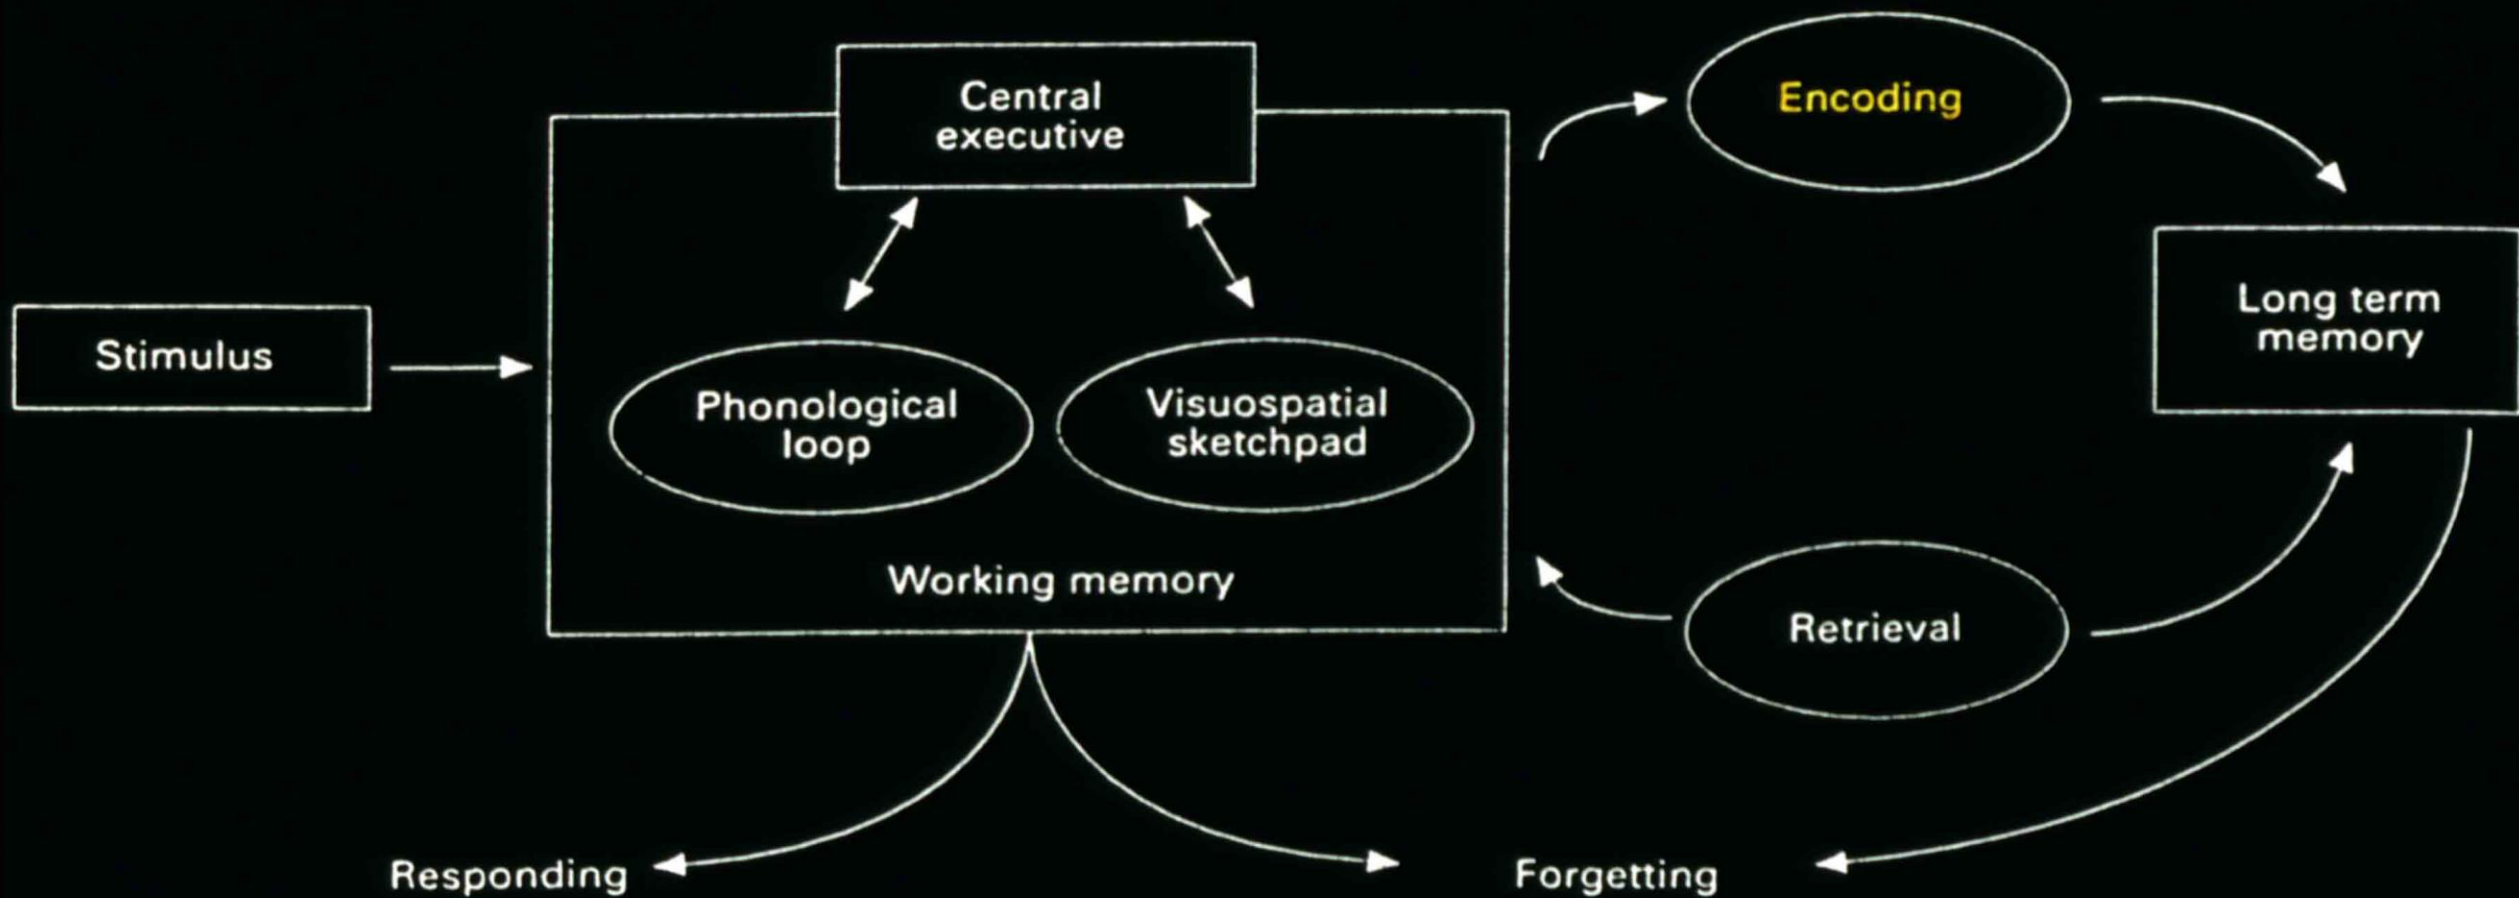 Central
executive
Encoding
Stimulus
Phonological
loop
Visuospatial
sketchpad
Working memory
Long term
memory
Retrieval
Responding
Forgetting